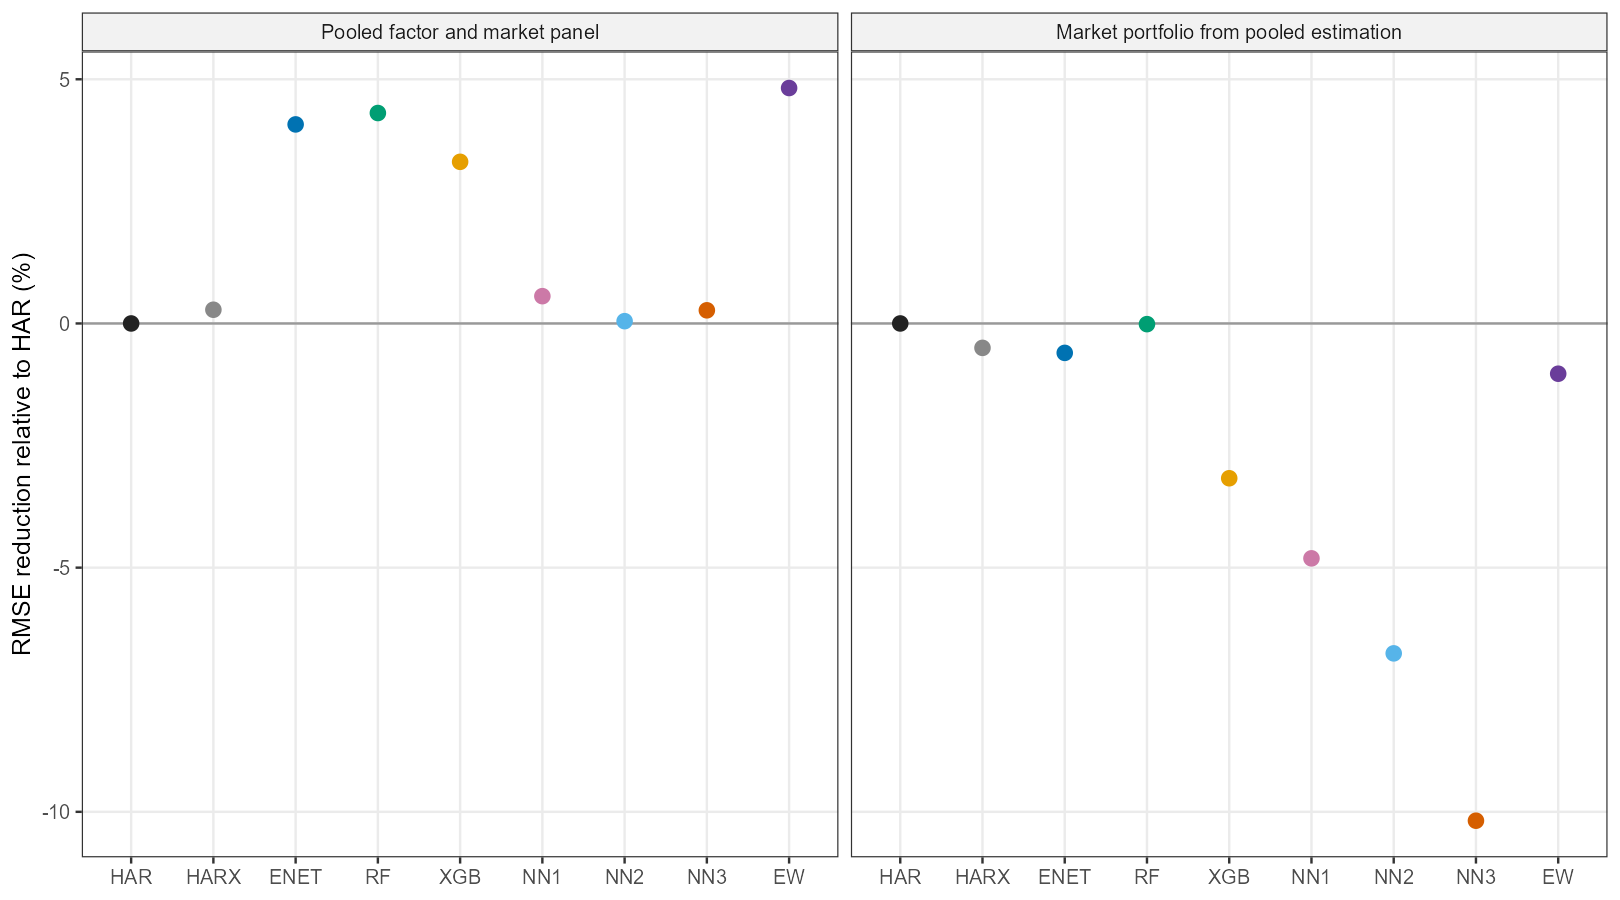 Pooled factor and market panel
Market portfolio from pooled estimation
RMSE reduction relative to HAR (%)
5
0
-5
-10
HAR HARX ENET RF XGB NN1 NN2 NN3 EW
HAR HARX ENET RF XGB NN1 NN2 NN3 EW